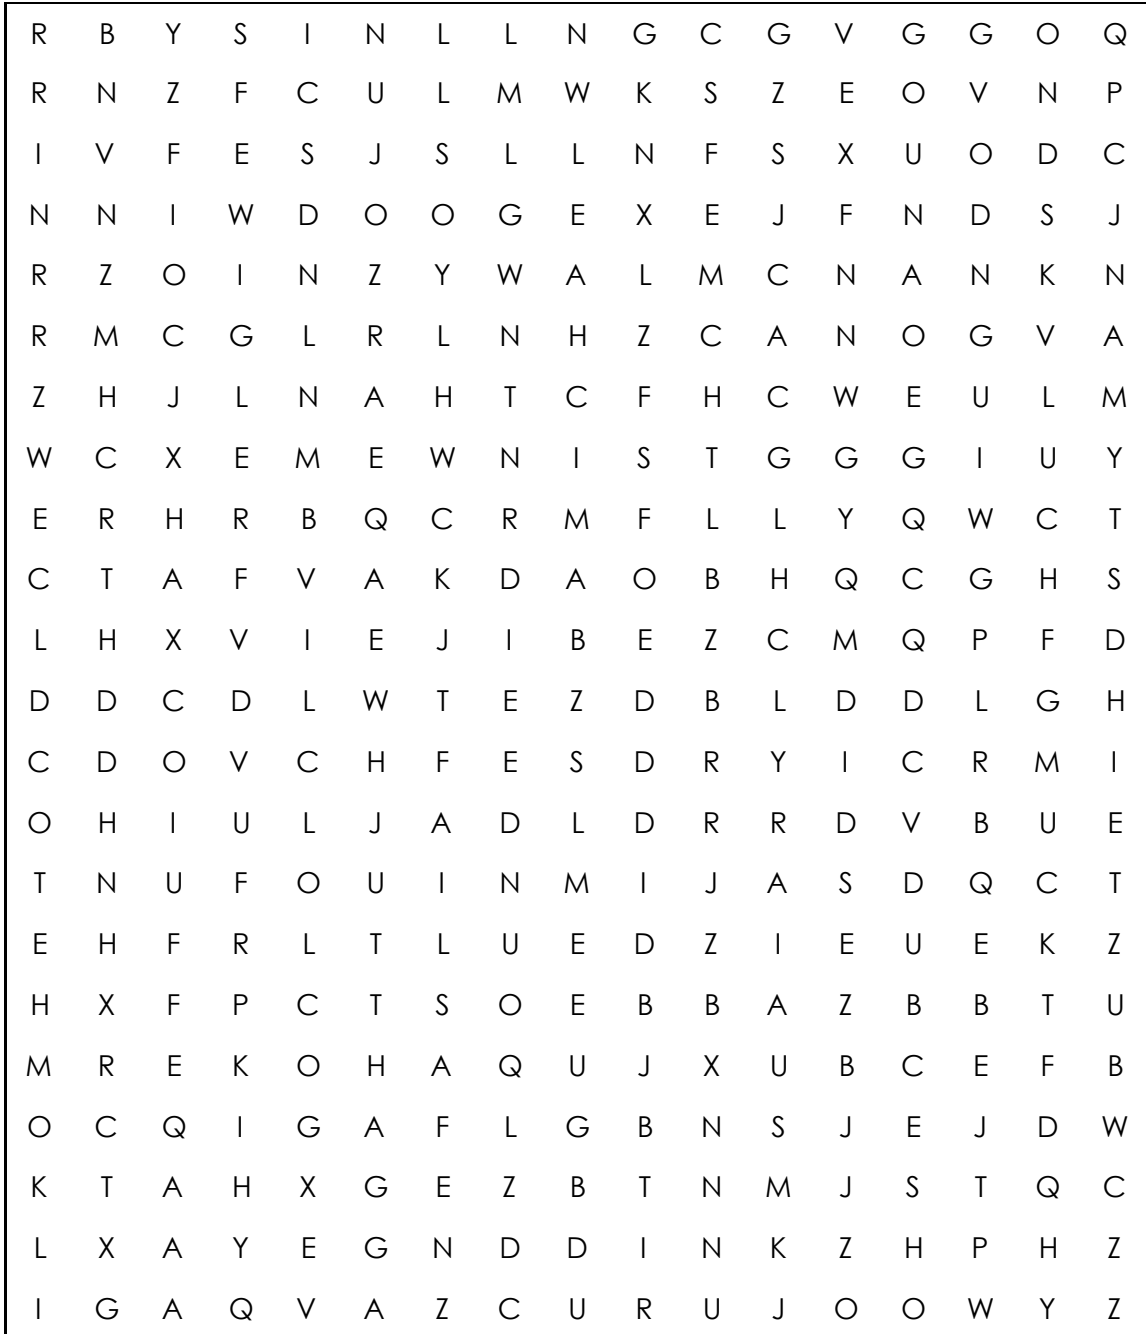 R B Y S I N L L N G C G V G G O Q
R N Z F C U L M W K S Z E O V N P
I V F E S J S L L N F S X U O D C
N N I W D O O G E X E J F N D S J
R Z O I N Z Y W A L M C N A N K N
R M C G L R L N H Z C A N O G V A
Z H J L N A H T C F H C W E U L M
W C X E M E W N I S T G G G I U Y
E R H R B Q C R M F L L Y Q W C T
C T A F V A K D A O B H Q C G H S
L H X V I E J I B E Z C M Q P F D
D D C D L W T E Z D B L D D L G H
C D O V C H F E S D R Y I C R M I
O H I U L J A D L D R R D V B U E
T N U F O U I N M I J A S D Q C T
E H F R L T L U E D Z I E U E K Z
H X F P C T S O E B B A Z B B T U
M R E K O H A Q U J X U B C E F B
O C Q I G A F L G B N S J E J D W
K T A H X G E Z B T N M J S T Q C
L X A Y E G N D D I N K Z H P H Z
I G A Q V A Z C U R U J O O W Y Z